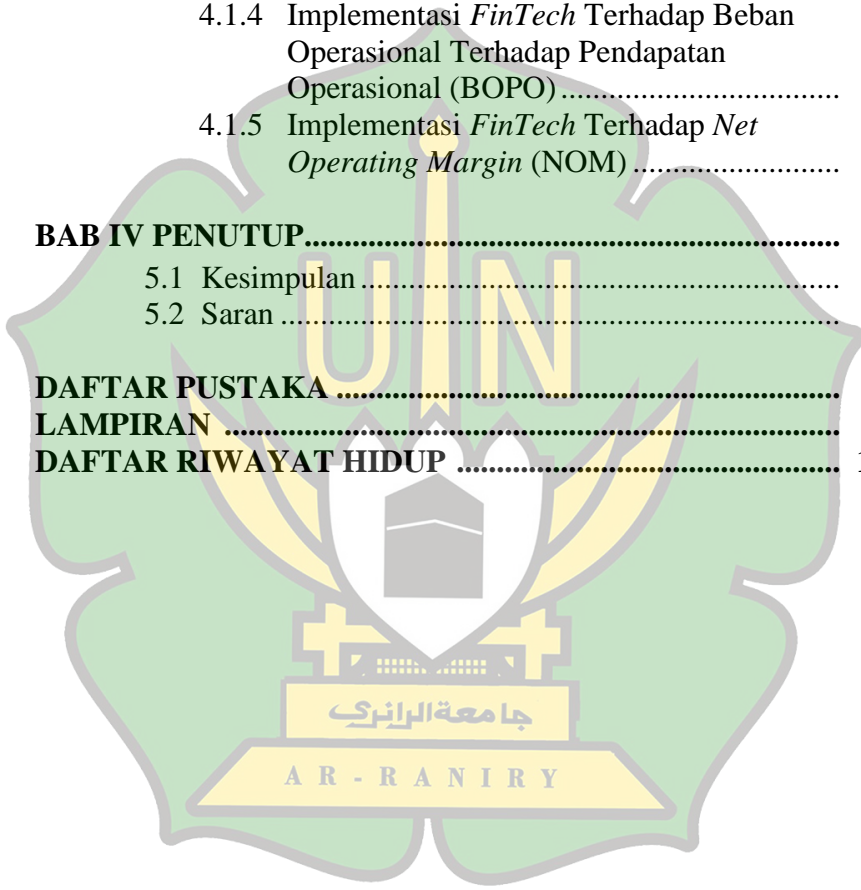 4.1.4 Implementasi FinTech Terhadap Beban
Operasional Terhadap Pendapatan
Operasional (BOPO) ...................................
4.1.5 Implementasi FinTech Terhadap Net
Operating Margin (NOM) ..........................
BAB IV PENUTUP....................................................................
5.1 Kesimpulan .............................................................
5.2 Saran .......................................................................
DAFTAR PUSTAKA ................................................................
LAMPIRAN ..............................................................................
DAFTAR RIWAYAT HIDUP ................................................. 1
UIN
جامعة الرانري
AR-RANIRY